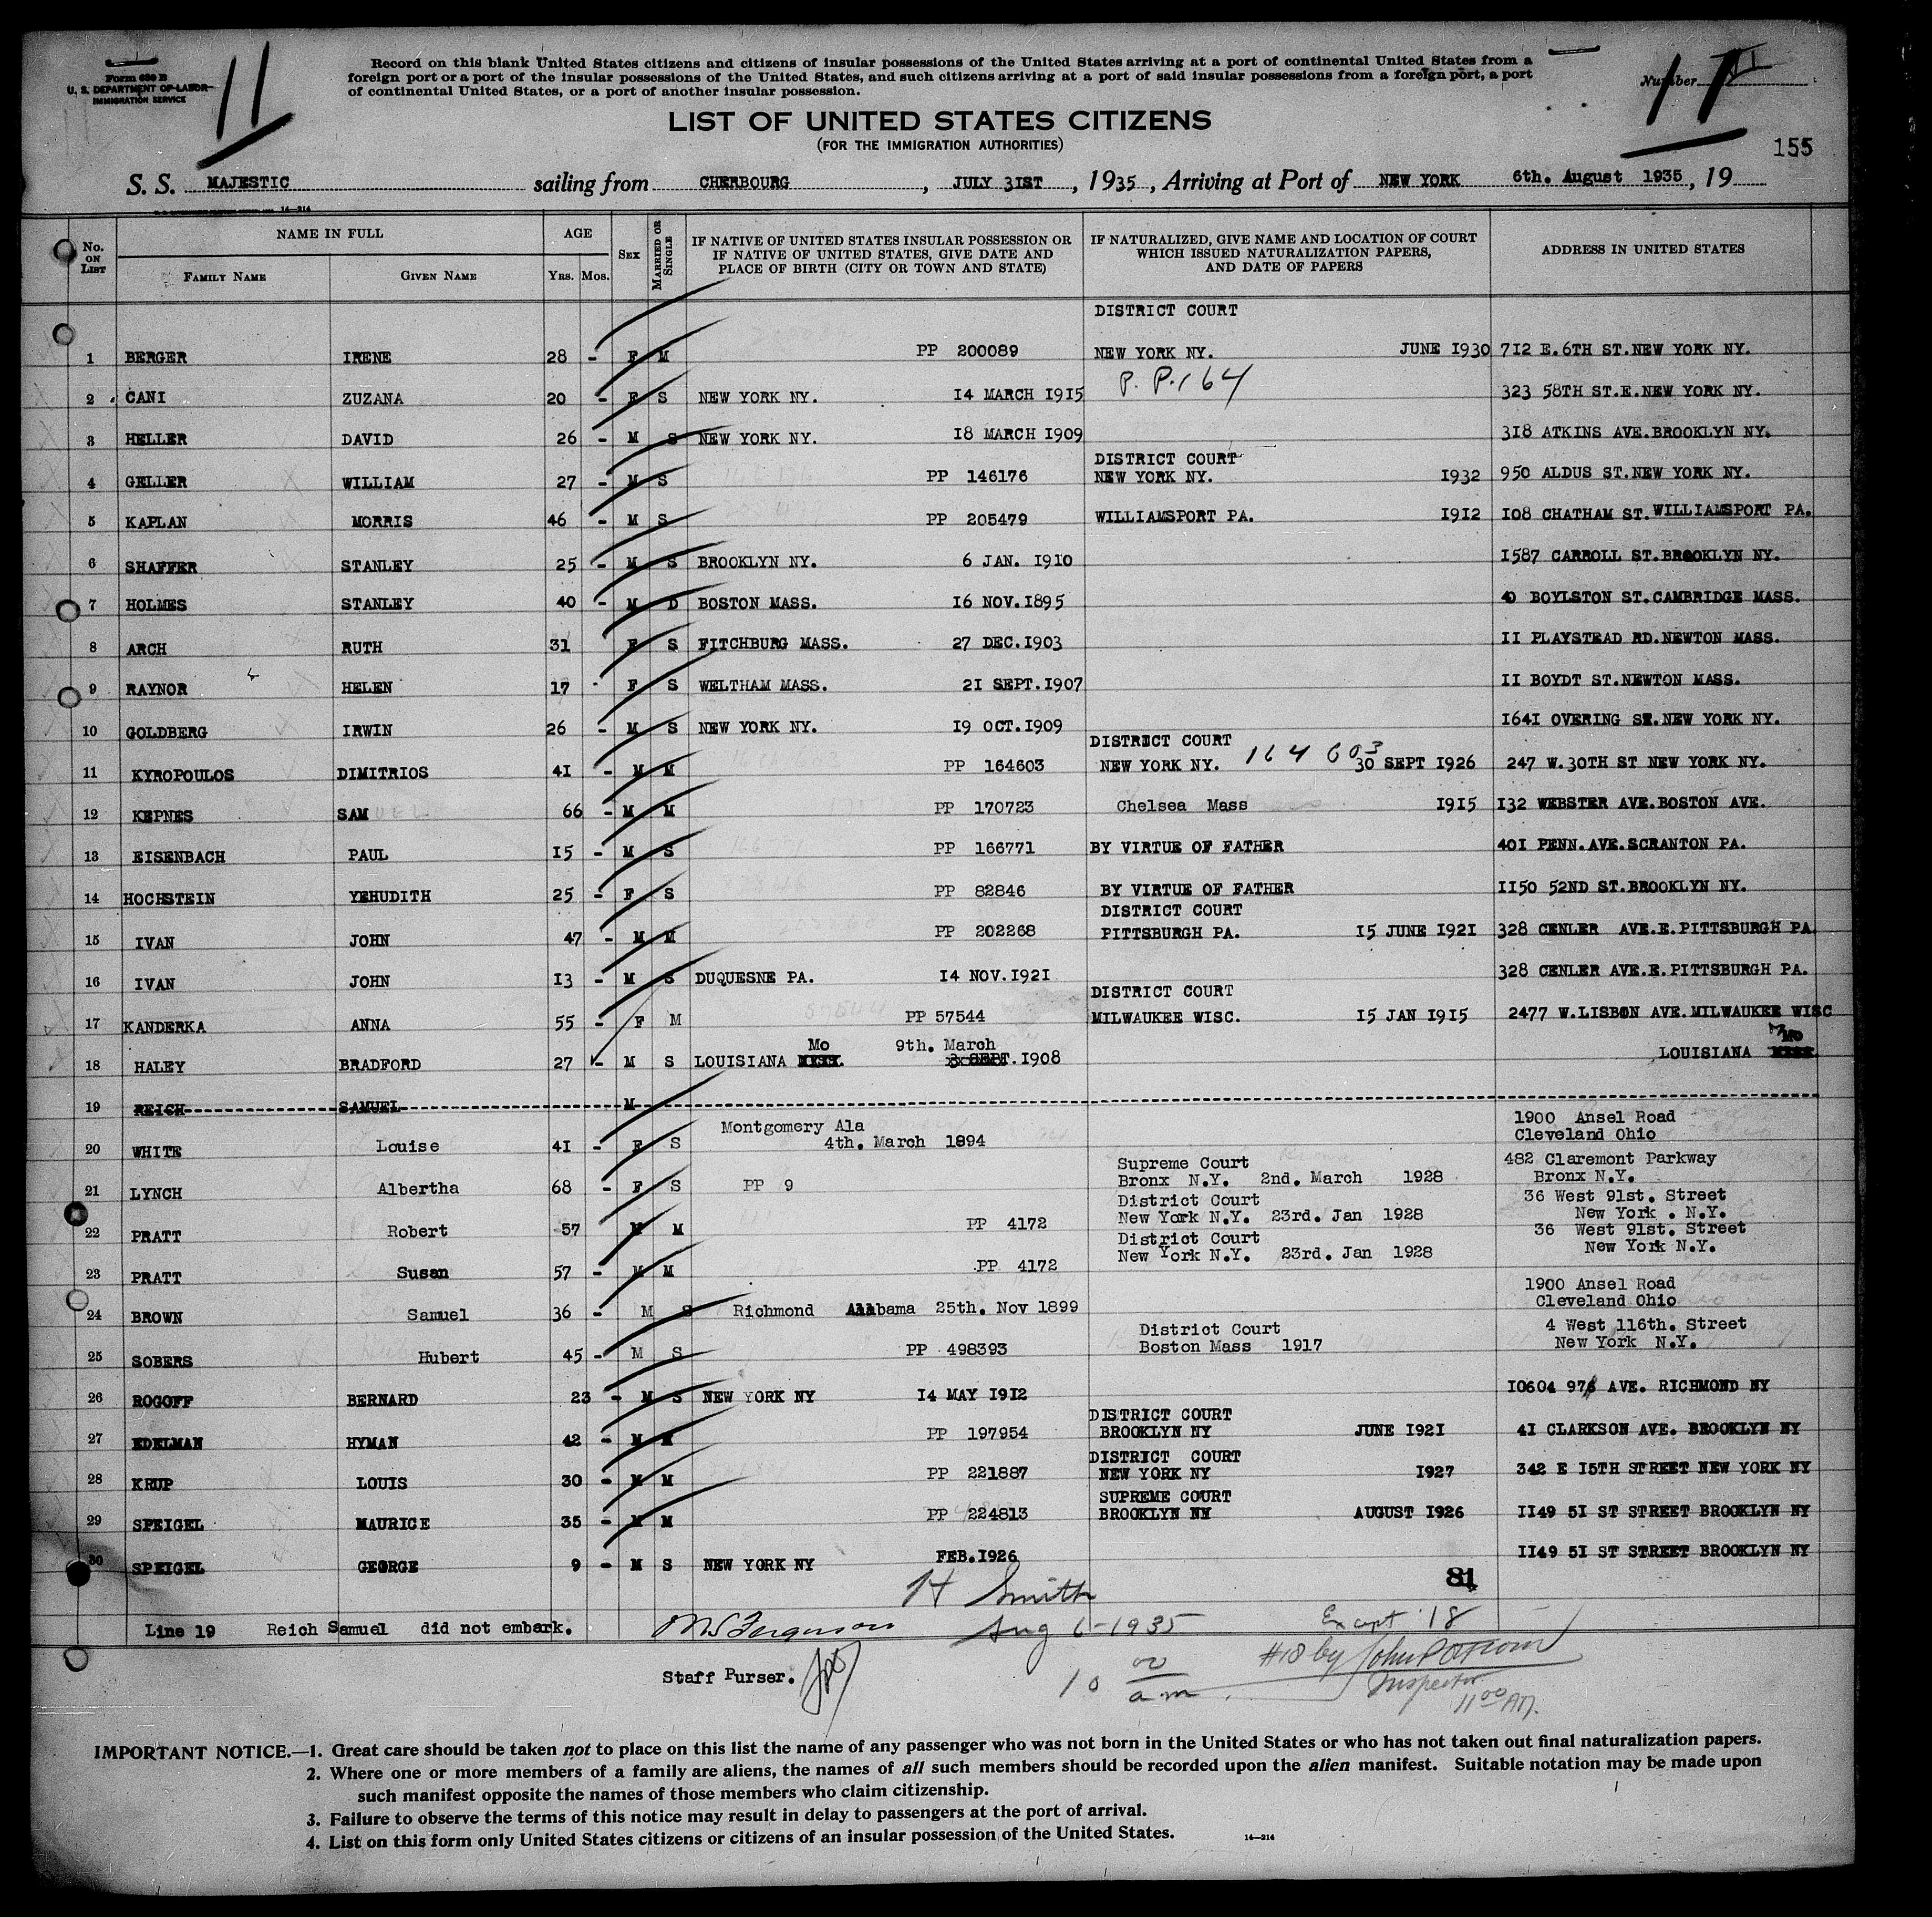 Form 630 B
U. S. DEPARTMENT OF LABOR
IMMIGRATION SERVICE
11
Record on this blank United States citizens and citizens of insular possessions of the United States arriving at a port of continental United States from a
foreign port or a port of the insular possessions of the United States, and such citizens arriving at a port of said insular possessions from a foreign port, a port
of continental United States, or a port of another insular possession.
Number
LIST OF UNITED STATES CITIZENS
(FOR THE IMMIGRATION AUTHORITIES)
155
S. S. MAJESTIC sailing from CHERBOURG, JULY 31ST, 1935, Arriving at Port of NEW YORK 6th. August 1935, 19
14—214
No. ON LIST
NAME IN FULL
FAMILY NAME GIVEN NAME
AGE
YRS. MOS.
SEX
MARRIED OR SINGLE
IF NATIVE OF UNITED STATES INSULAR POSSESSION OR
IF NATIVE OF UNITED STATES, GIVE DATE AND
PLACE OF BIRTH (CITY OR TOWN AND STATE)
IF NATURALIZED, GIVE NAME AND LOCATION OF COURT
WHICH ISSUED NATURALIZATION PAPERS,
AND DATE OF PAPERS
ADDRESS IN UNITED STATES
DISTRICT COURT
1 BERGER IRENE 28 - F M PP 200089 NEW YORK NY. JUNE 1930 712 E.6TH ST.NEW YORK NY.
P. P. 164
2 CANI ZUZANA 20 - F S NEW YORK NY. 14 MARCH 1915 323 58TH ST.E.NEW YORK NY.
3 HELLER DAVID 26 - M S NEW YORK NY. 18 MARCH 1909 318 ATKINS AVE.BROOKLYN NY.
DISTRICT COURT
4 GELLER WILLIAM 27 - M S PP 146176 NEW YORK NY. 1932 950 ALDUS ST.NEW YORK NY.
5 KAPLAN MORRIS 46 - M S PP 205479 WILLIAMSPORT PA. 1912 108 CHATHAM ST.WILLIAMSPORT PA.
6 SHAFFER STANLEY 25 - M S BROOKLYN NY. 6 JAN. 1910 1587 CARROLL ST.BROOKLYN NY.
7 HOLMES STANLEY 40 - M D BOSTON MASS. 16 NOV.1895 BOYLSTON ST.CAMBRIDGE MASS.
8 ARCH RUTH 31 F S FITCHBURG MASS. 27 DEC.1903 II PLAYSTEAD RD.NEWTON MASS.
9 RAYNOR HELEN 17 F S WELTHAM MASS. 21 SEPT.1907 II BOYDT ST.NEWTON MASS.
10 GOLDBERG IRWIN 26 - M S NEW YORK NY. 19 OCT.1909 1641 OVERING ST.NEW YORK NY.
DISTRICT COURT 164 603
11 KYROPOULOS DIMITRIOS 41 - M M PP 164603 NEW YORK NY. 30 SEPT 1926 247 W.30TH ST NEW YORK NY.
12 KEPNES SAM 66 - M M PP 170723 Chelsea Mass 1915 132 WEBSTER AVE.BOSTON AVE.
13 EISENBACH PAUL 15 - M S PP 166771 BY VIRTUE OF FATHER 401 PENN.AVE.SCRANTON PA.
14 HOCHSTEIN YEHUDITH 25 - F S PP 82846 BY VIRTUE OF FATHER 1150 52ND ST.BROOKLYN NY.
DISTRICT COURT
15 IVAN JOHN 47 - M M PP 202268 PITTSBURGH PA. 15 JUNE 1921 328 CENLER AVE.E.PITTSBURGH PA
16 IVAN JOHN 13 - M S DUQUESNE PA. 14 NOV.1921 328 CENLER AVE.E.PITTSBURGH PA.
DISTRICT COURT
17 KANDERKA ANNA 55 - F M PP 57544 MILWAUKEE WISC. 15 JAN 1915 2477 W.LISBON AVE.MILWAUKEE WISC
Mo 9th. March Mo
18 HALEY BRADFORD 27 - M S LOUISIANA MISS. 3 SEPT.1908 LOUISIANA MISS.
19 REICH SAMUEL M
Montgomery Ala 1900 Ansel Road
20 WHITE Louise 41 - F S 4th. March 1894 Cleveland Ohio
Supreme Court 482 Claremont Parkway
21 LYNCH Albertha 68 - F S PP 9 Bronx N.Y. 2nd. March 1928 Bronx N.Y.
District Court 36 West 91st. Street
22 PRATT Robert 57 M M PP 4172 New York N.Y. 23rd. Jan 1928 New York . N.Y.
District Court 36 West 91st. Street
23 PRATT Susan 57 - M M PP 4172 New York N.Y. 23rd. Jan 1928 New York N.Y.
1900 Ansel Road
24 BROWN Samuel 36 - M S Richmond Alabama 25th. Nov 1899 Cleveland Ohio
District Court 4 West 116th. Street
25 SOBERS Hubert 45 - M S PP 498393 Boston Mass 1917 New York N.Y.
26 ROGOFF BERNARD 23 - M S NEW YORK NY 14 MAY 1912 10604 97 AVE. RICHMOND NY
DISTRICT COURT
27 EDELMAN HYMAN 42 - M M PP 197954 BROOKLYN NY JUNE 1921 41 CLARKSON AVE. BROOKLYN NY
DISTRICT COURT
28 KRUP LOUIS 30 - M M PP 221887 NEW YORK NY 1927 342 E 15TH STREET NEW YORK NY
SUPREME COURT
29 SPEIGEL MAURICE 35 - M M PP 224813 BROOKLYN NY AUGUST 1926 1149 51 ST STREET BROOKLYN NY
30 SPEIGEL GEORGE 9 - M S NEW YORK NY FEB.1926 1149 51 ST STREET BROOKLYN NY
81
H Smith
Line 19 Reich Samuel did not embark. Ferguson Aug 6-1935 Except 18
Staff Purser. 10 00 am #18 by John
Inspector
11 00 AM.
IMPORTANT NOTICE.—1. Great care should be taken not to place on this list the name of any passenger who was not born in the United States or who has not taken out final naturalization papers.
2. Where one or more members of a family are aliens, the names of all such members should be recorded upon the alien manifest. Suitable notation may be made upon
such manifest opposite the names of those members who claim citizenship.
3. Failure to observe the terms of this notice may result in delay to passengers at the port of arrival.
4. List on this form only United States citizens or citizens of an insular possession of the United States.
14—214